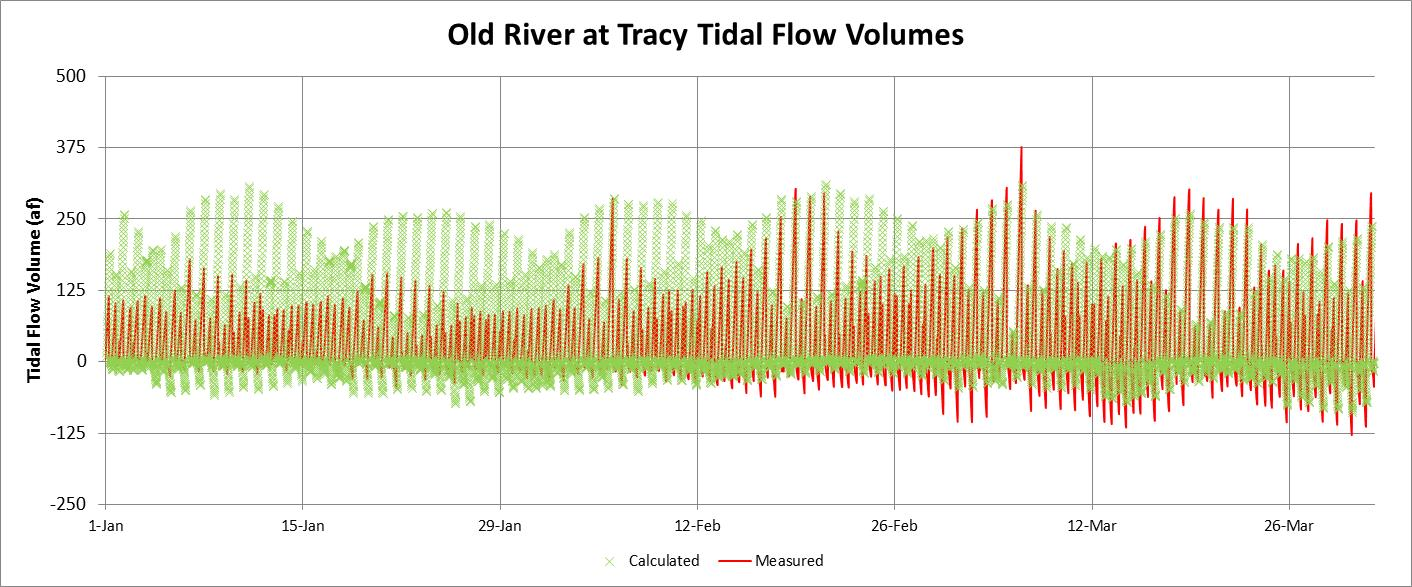 Old River at Tracy Tidal Flow Volumes
Tidal Flow Volume (af)
500
375
250
125
0
-125
-250
1-Jan 15-Jan 29-Jan 12-Feb 26-Feb 12-Mar 26-Mar
Calculated Measured